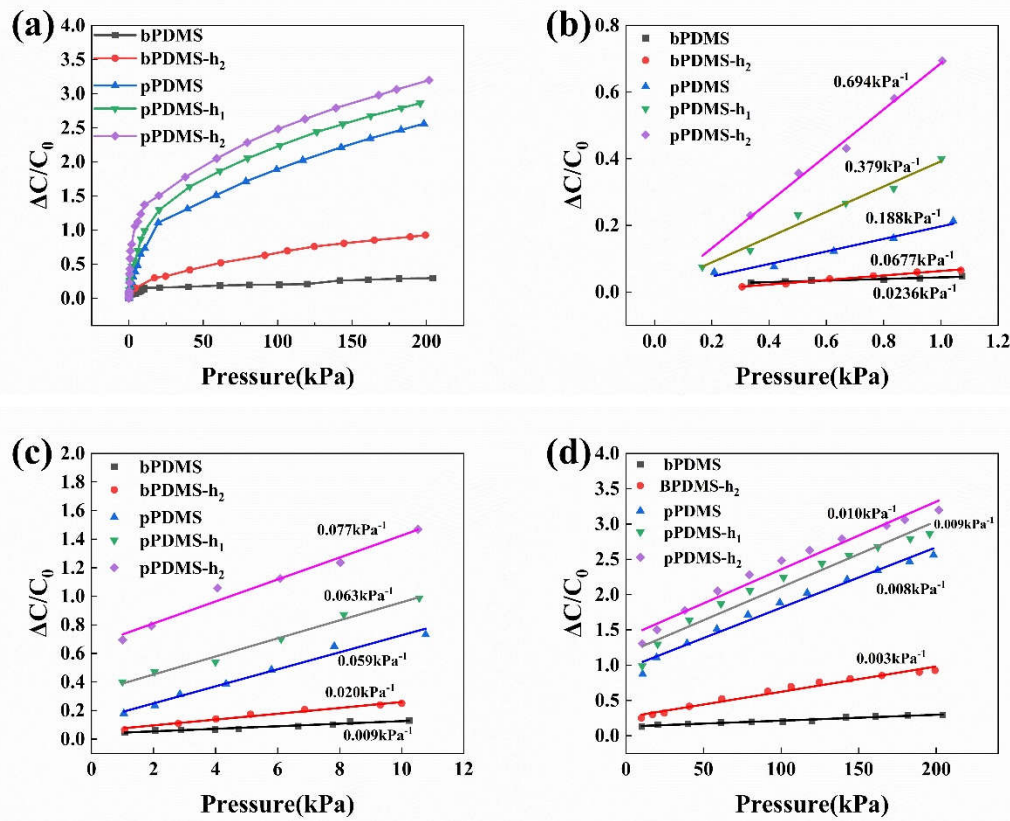 (a)
bPDMS
bPDMS-h2
pPDMS
pPDMS-h1
pPDMS-h2
4.0
3.5
3.0
2.5
2.0
1.5
1.0
0.5
0.0
ΔC/C0
0 50 100 150 200
Pressure(kPa)
(b)
bPDMS
bPDMS-h2
pPDMS
pPDMS-h1
pPDMS-h2
0.694kPa-1
0.379kPa-1
0.188kPa-1
0.0677kPa-1
0.0236kPa-1
0.8
0.6
0.4
0.2
0.0
ΔC/C0
0.0 0.2 0.4 0.6 0.8 1.0 1.2
Pressure(kPa)
(c)
bPDMS
bPDMS-h2
pPDMS
pPDMS-h1
pPDMS-h2
0.077kPa-1
0.063kPa-1
0.059kPa-1
0.020kPa-1
0.009kPa-1
2.0
1.8
1.6
1.4
1.2
1.0
0.8
0.6
0.4
0.2
0.0
ΔC/C0
0 2 4 6 8 10 12
Pressure(kPa)
(d)
bPDMS
BPDMS-h2
pPDMS
pPDMS-h1
pPDMS-h2
0.010kPa-1
0.009kPa-1
0.008kPa-1
0.003kPa-1
4.0
3.5
3.0
2.5
2.0
1.5
1.0
0.5
0.0
ΔC/C0
0 50 100 150 200
Pressure(kPa)